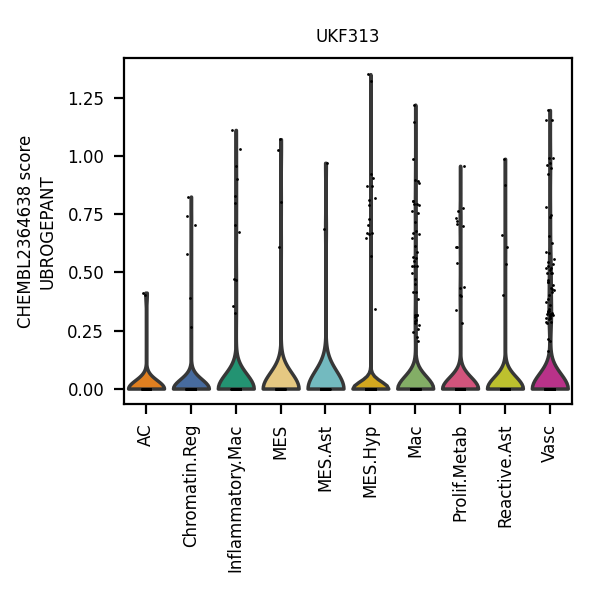 UKF313
CHEMBL2364638 score
UBROGEPANT
1.25
1.00
0.75
0.50
0.25
0.00
AC
Chromatin.Reg
Inflammatory.Mac
MES
MES.Ast
MES.Hyp
Mac
Prolif.Metab
Reactive.Ast
Vasc